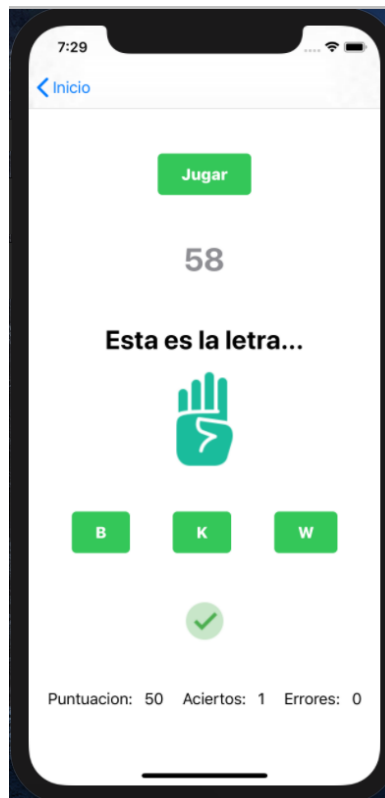 7:29
Inicio
Jugar
58
Esta es la letra...
B K W
Puntuacion: 50 Aciertos: 1 Errores: 0